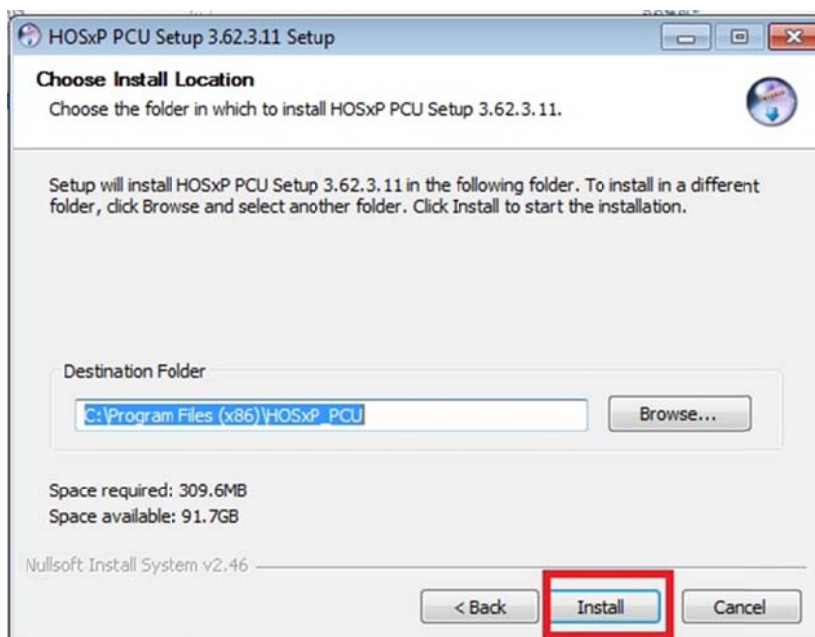 HOSxP PCU Setup 3.62.3.11 Setup
Choose Install Location
Choose the folder in which to install HOSxP PCU Setup 3.62.3.11.
Setup will install HOSxP PCU Setup 3.62.3.11 in the following folder. To install in a different
folder, click Browse and select another folder. Click Install to start the installation.
Destination Folder
C:\Program Files (x86)\HOSxP_PCU
Browse...
Space required: 309.6MB
Space available: 91.7GB
Nullsoft Install System v2.46
< Back Install Cancel